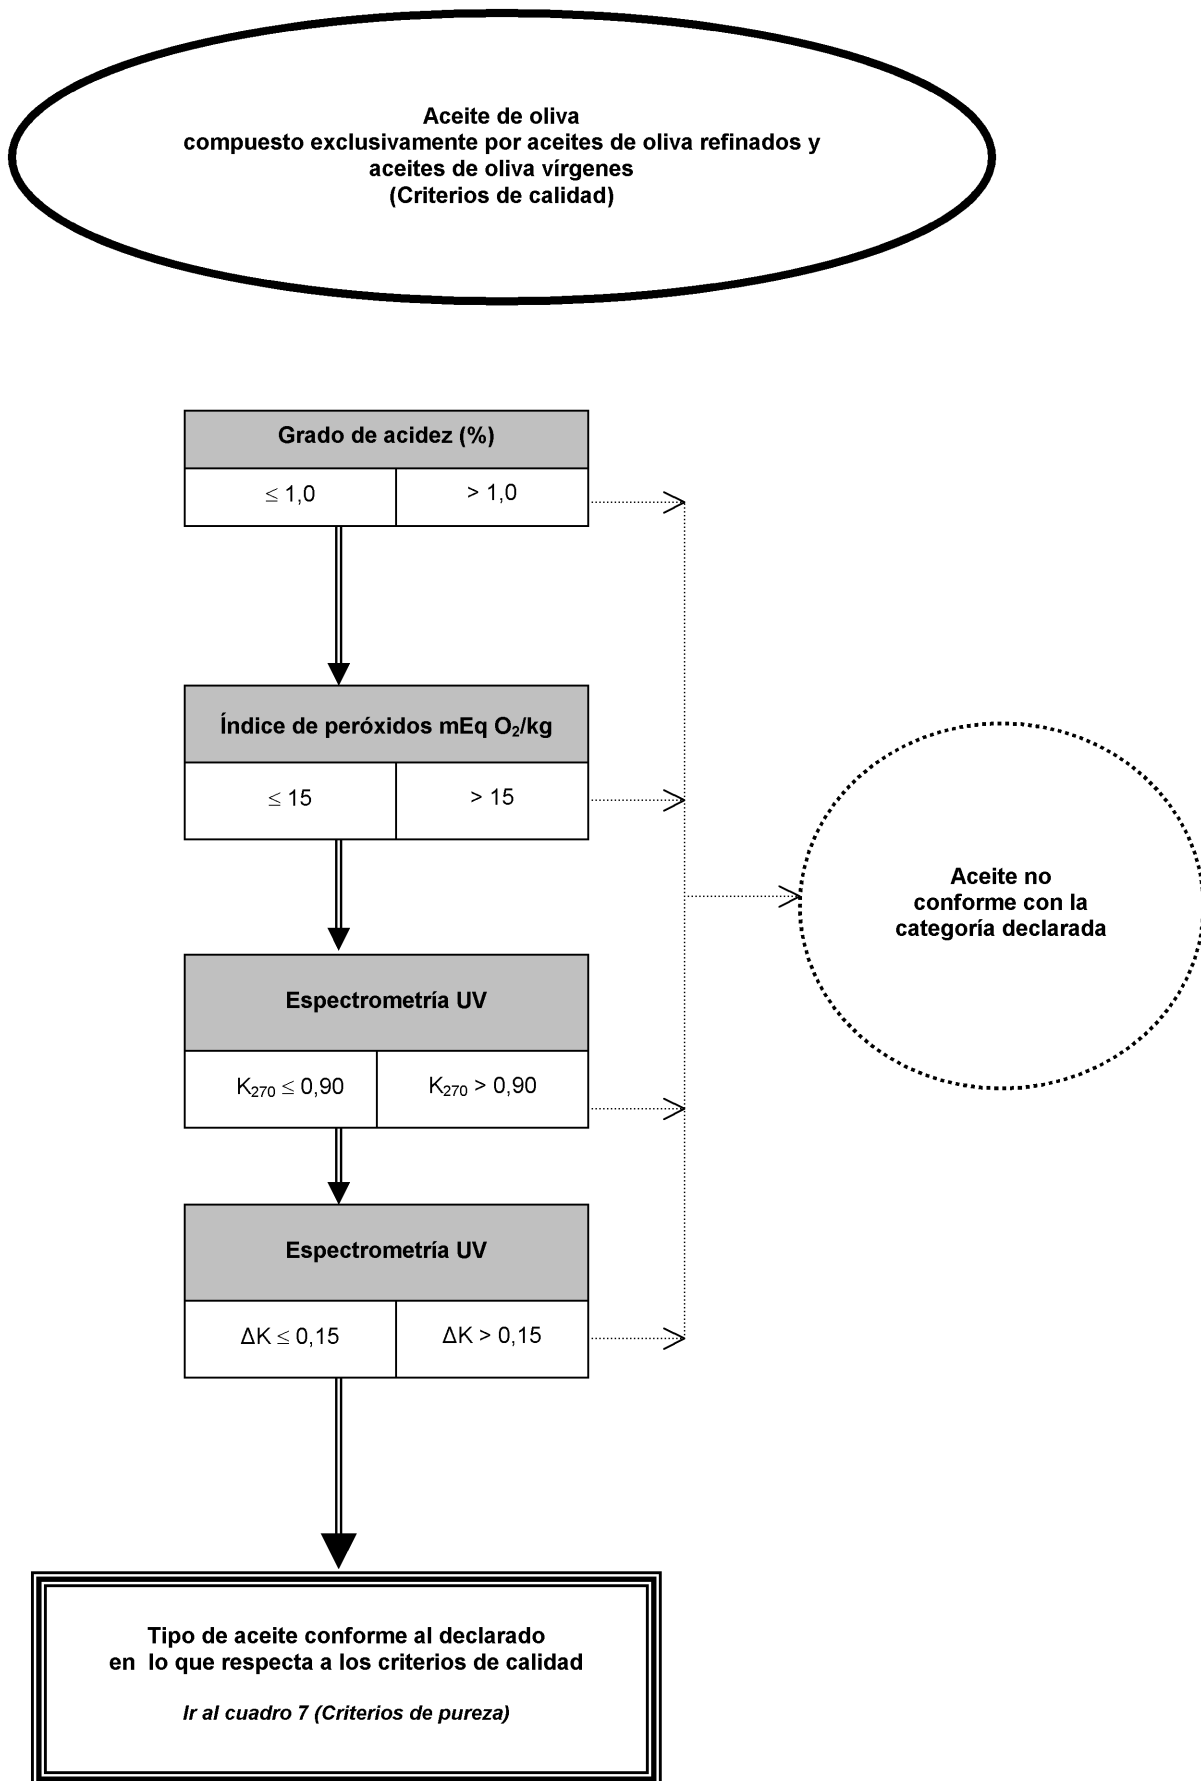 Aceite de oliva
compuesto exclusivamente por aceites de oliva refinados y
aceites de oliva vírgenes
(Criterios de calidad)
Grado de acidez (%)
≤ 1,0
> 1,0
Índice de peróxidos mEq O₂/kg
≤ 15
> 15
Espectrometría UV
K₂₇₀ ≤ 0,90
K₂₇₀ > 0,90
Espectrometría UV
ΔK ≤ 0,15
ΔK > 0,15
Aceite no
conforme con la
categoría declarada
Tipo de aceite conforme al declarado
en lo que respecta a los criterios de calidad
Ir al cuadro 7 (Criterios de pureza)